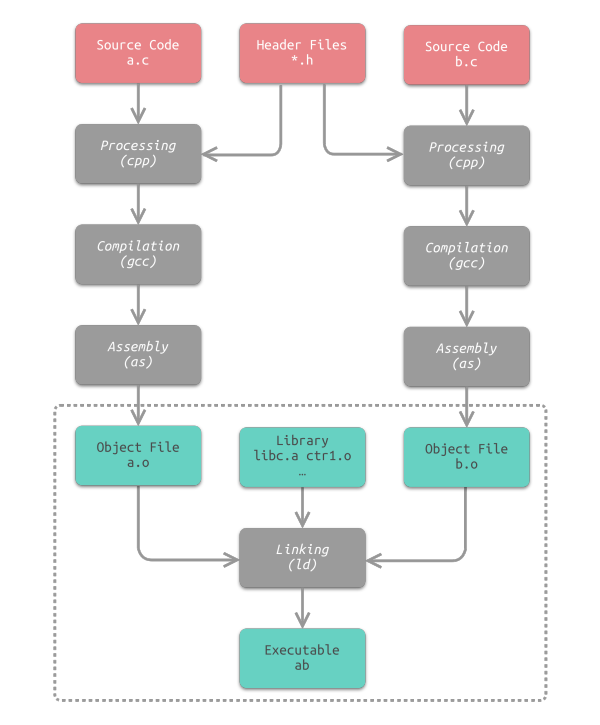 Source Code
a.c
Header Files
*.h
Source Code
b.c
Processing
(cpp)
Processing
(cpp)
Compilation
(gcc)
Compilation
(gcc)
Assembly
(as)
Assembly
(as)
Object File
a.o
Library
libc.a ctr1.o
…
Object File
b.o
Linking
(ld)
Executable
ab